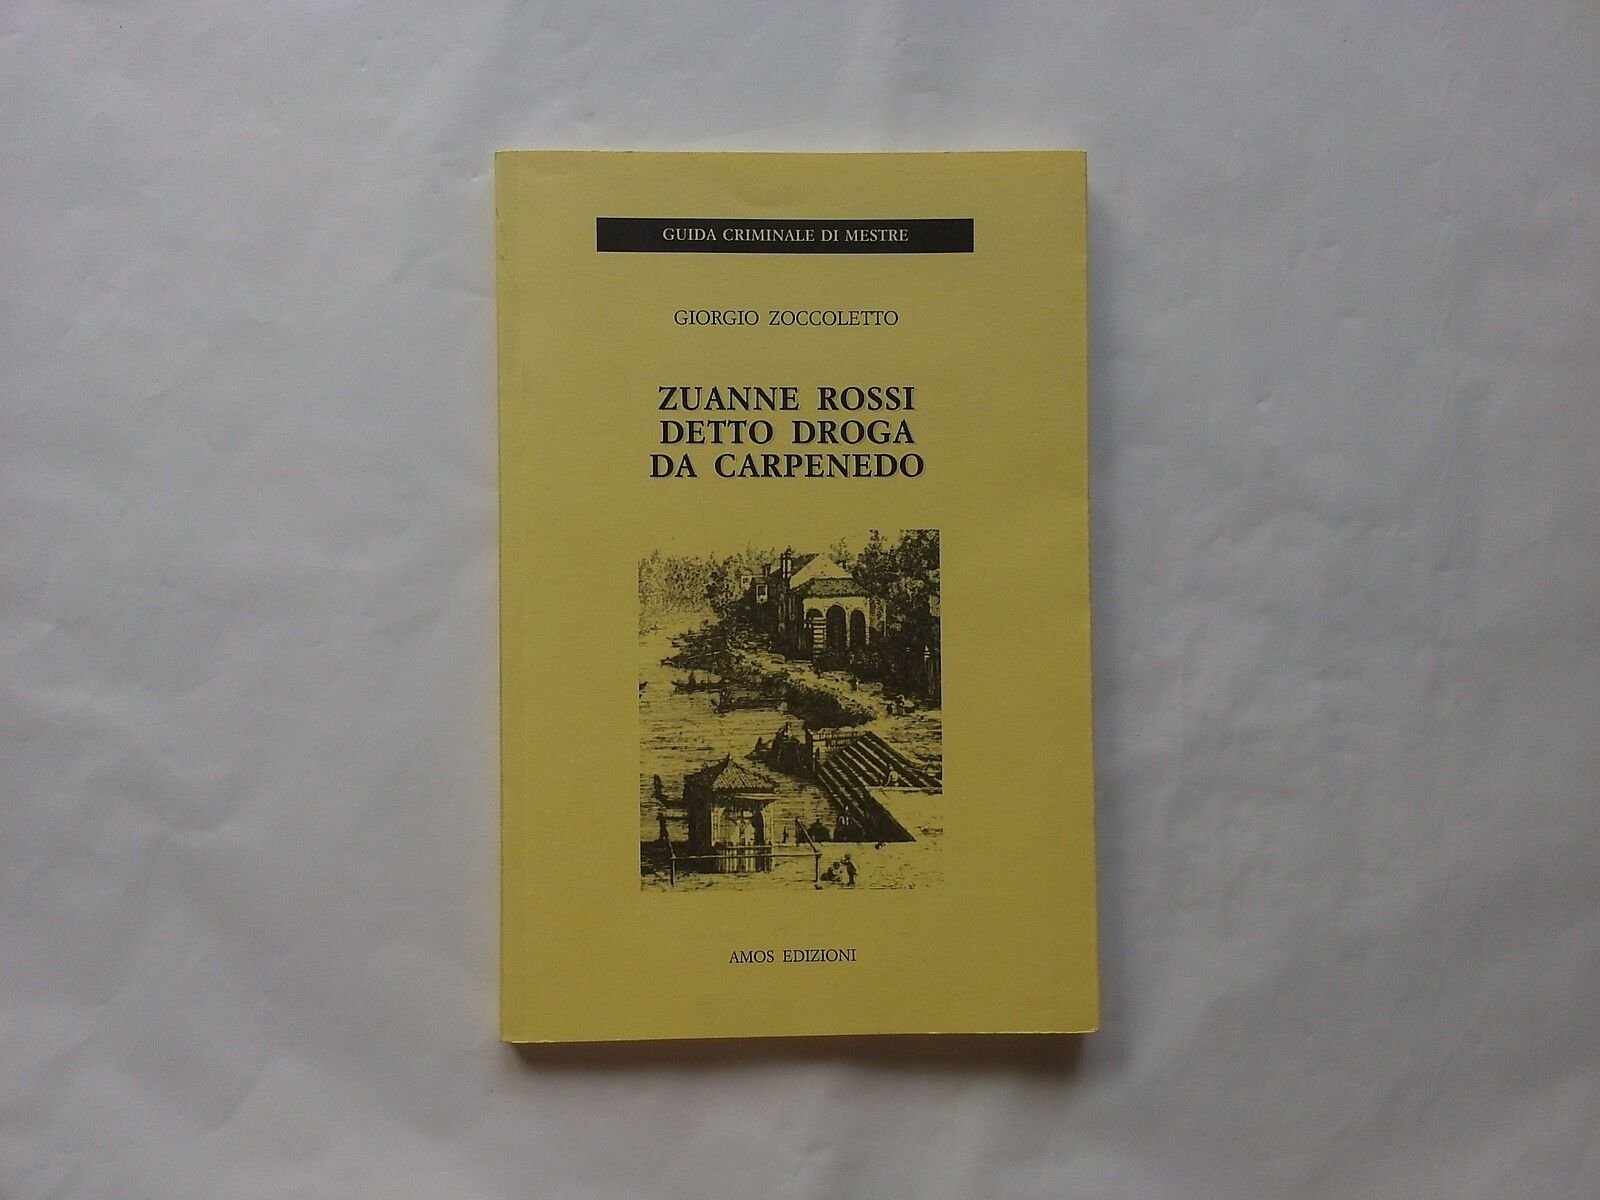 GUIDA CRIMINALE DI MESTRE
GIORGIO ZOCCOLETTO
ZUANNE ROSSI
DETTO DROGA
DA CARPENEDO
AMOS EDIZIONI